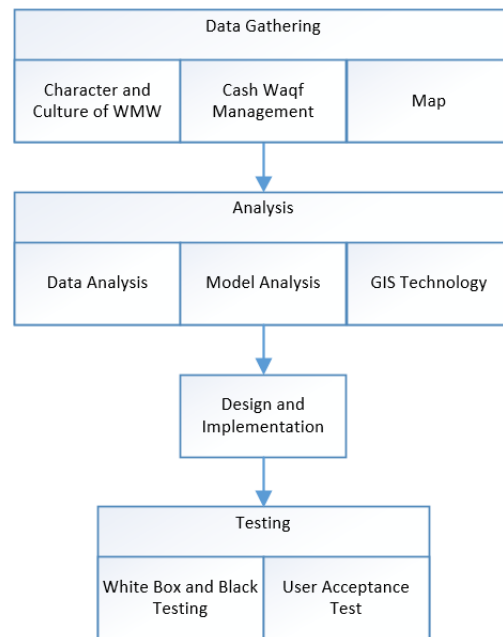 Data Gathering
Character and
Culture of WMW
Cash Waqf
Management
Map
Analysis
Data Analysis
Model Analysis
GIS Technology
Design and
Implementation
Testing
White Box and Black
Testing
User Acceptance
Test